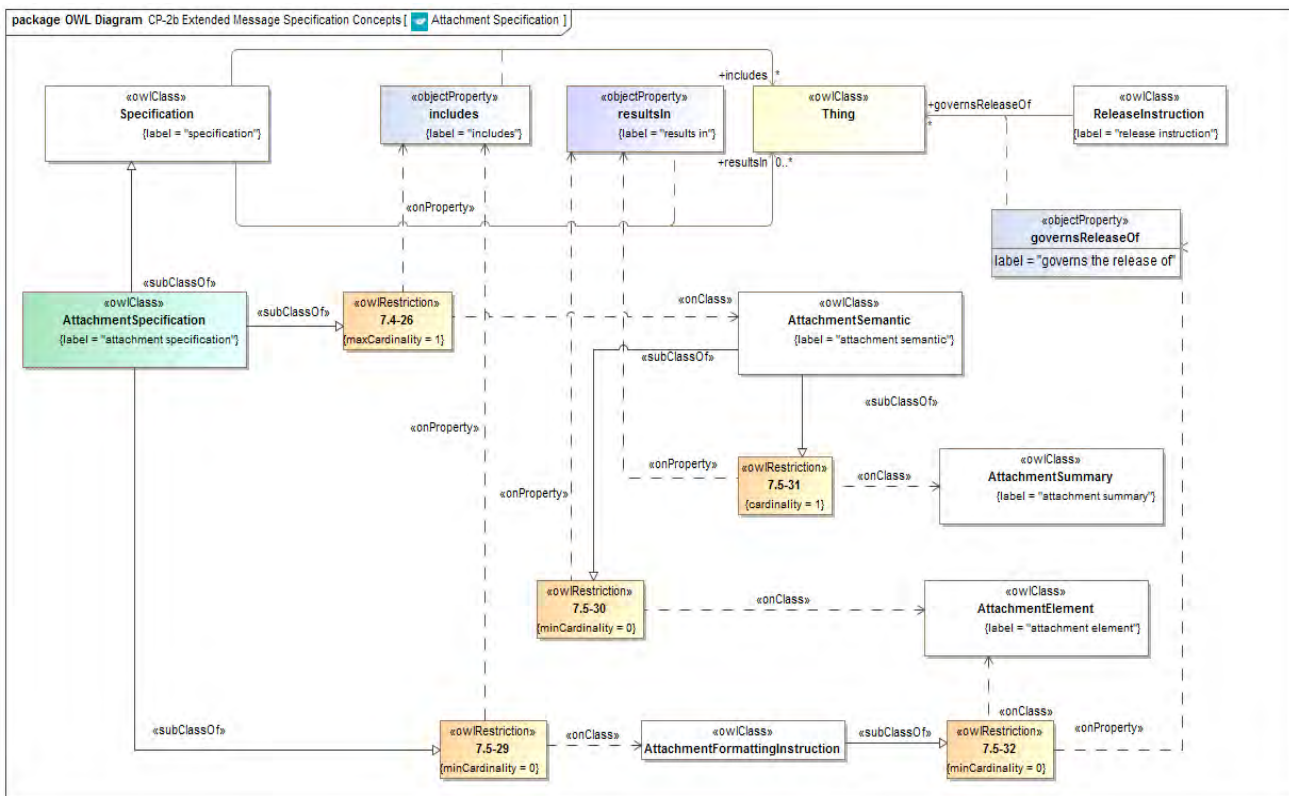 package OWL Diagram CP-2b Extended Message Specification Concepts [ Attachment Specification ]
+includes *
«owlClass»
Specification
{label = "specification"}
«objectProperty»
includes
{label = "includes"}
«objectProperty»
resultsIn
{label = "results in"}
«owlClass»
Thing
+governsReleaseOf
*
«owlClass»
ReleaseInstruction
{label = "release instruction"}
+resultsIn 0..*
«onProperty»
«objectProperty»
governsReleaseOf
label = "governs the release of"
«subClassOf»
«owlClass»
AttachmentSpecification
{label = "attachment specification"}
«subClassOf»
«owlRestriction»
7.4-26
{maxCardinality = 1}
«onClass»
«owlClass»
AttachmentSemantic
{label = "attachment semantic"}
«subClassOf»
«subClassOf»
«onProperty»
«onProperty»
«owlRestriction»
7.5-31
{cardinality = 1}
«onClass»
«owlClass»
AttachmentSummary
{label = "attachment summary"}
«onProperty»
«owlRestriction»
7.5-30
{minCardinality = 0}
«onClass»
«owlClass»
AttachmentElement
{label = "attachment element"}
«subClassOf»
«owlRestriction»
7.5-29
{minCardinality = 0}
«onClass»
«owlClass»
AttachmentFormattingInstruction
«subClassOf»
«onClass»
«owlRestriction»
7.5-32
{minCardinality = 0}
«onProperty»